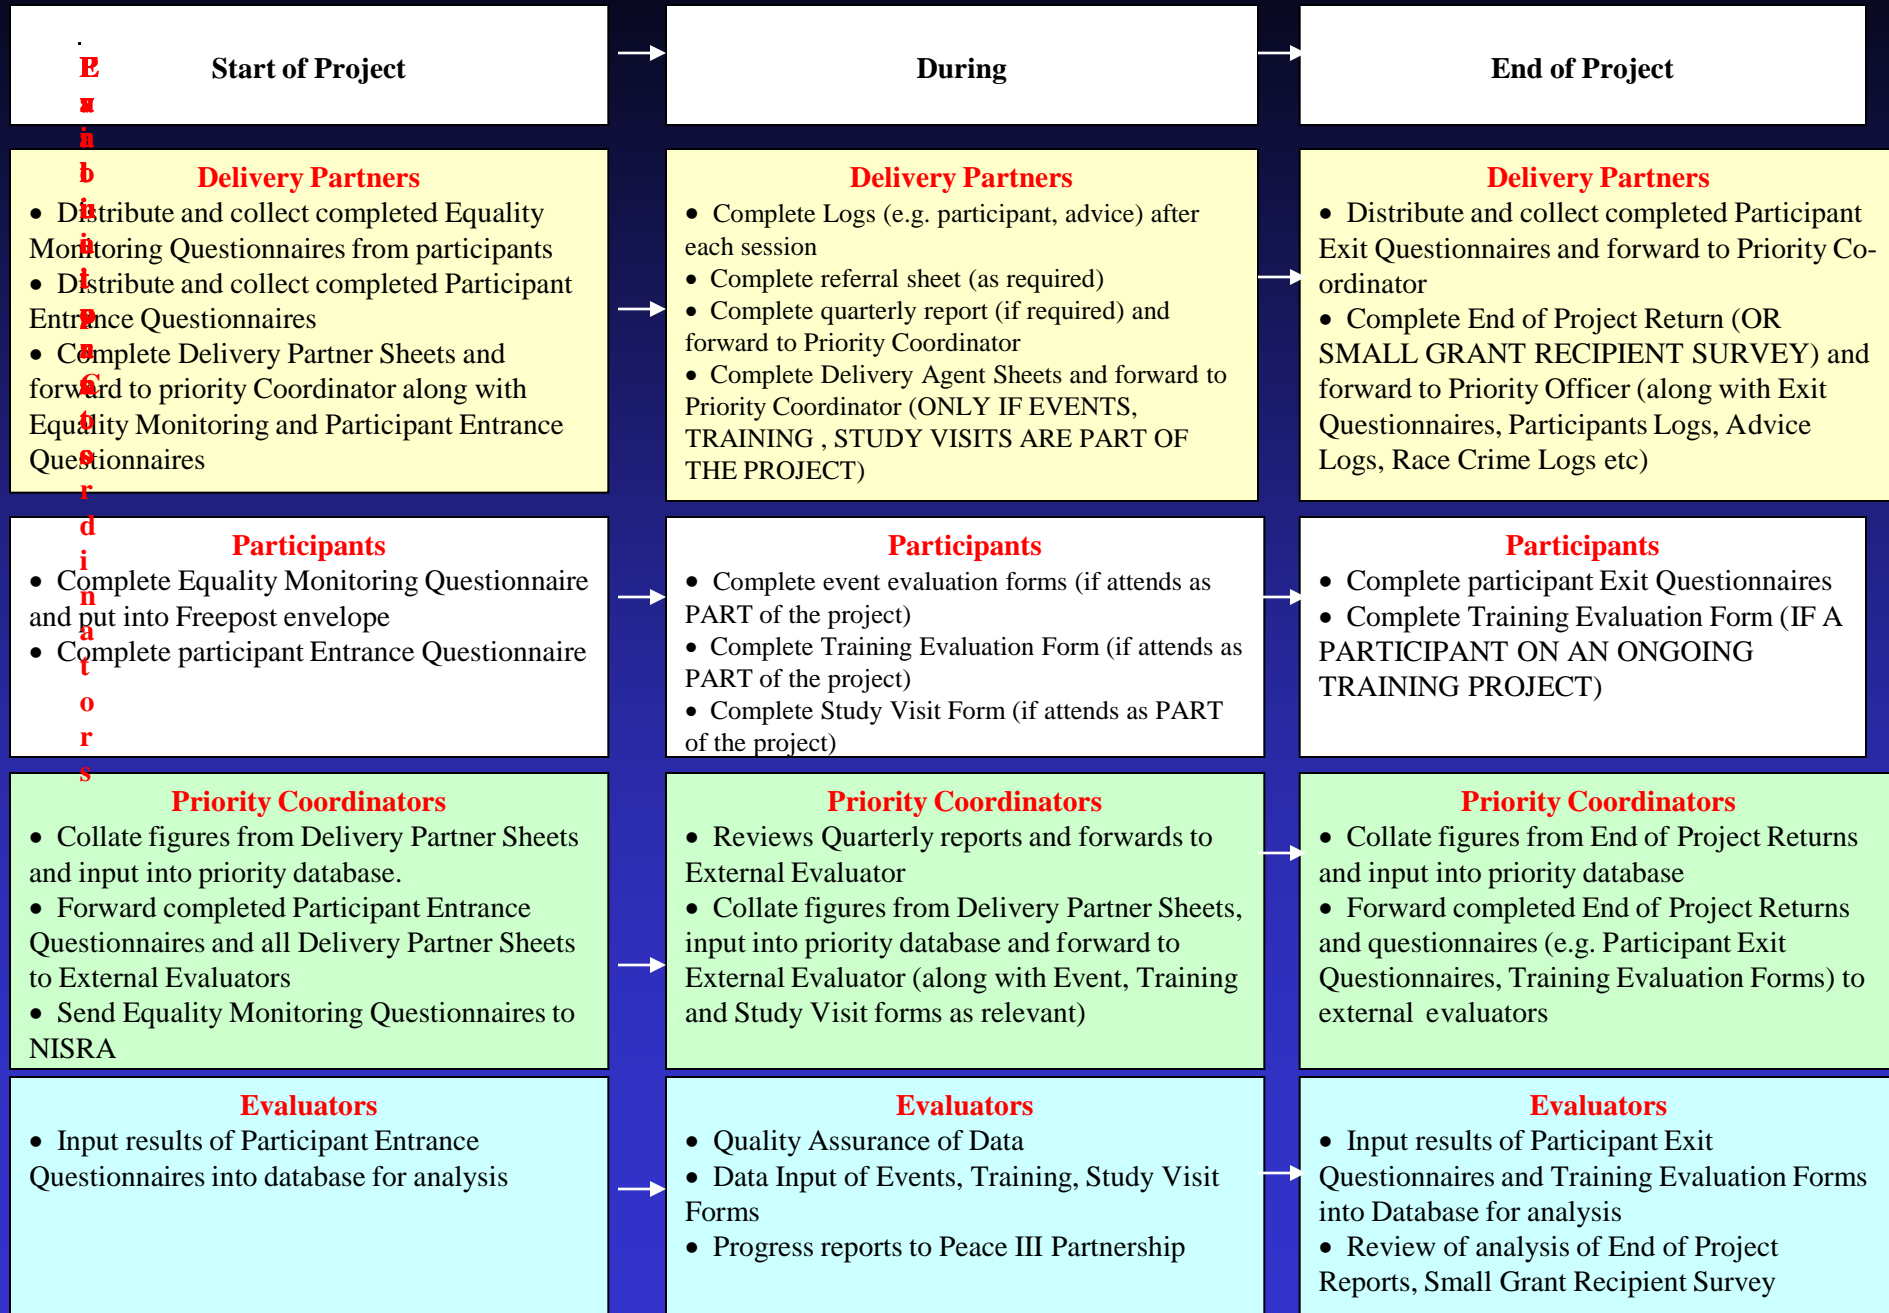 Start of Project
During
End of Project
Delivery Partners
• Distribute and collect completed Equality
Monitoring Questionnaires from participants
• Distribute and collect completed Participant
Entrance Questionnaires
• Complete Delivery Partner Sheets and
forward to priority Coordinator along with
Equality Monitoring and Participant Entrance
Questionnaires
Delivery Partners
• Complete Logs (e.g. participant, advice) after
each session
• Complete referral sheet (as required)
• Complete quarterly report (if required) and
forward to Priority Coordinator
• Complete Delivery Agent Sheets and forward to
Priority Coordinator (ONLY IF EVENTS,
TRAINING , STUDY VISITS ARE PART OF
THE PROJECT)
Delivery Partners
• Distribute and collect completed Participant
Exit Questionnaires and forward to Priority Co-
ordinator
• Complete End of Project Return (OR
SMALL GRANT RECIPIENT SURVEY) and
forward to Priority Officer (along with Exit
Questionnaires, Participants Logs, Advice
Logs, Race Crime Logs etc)
Participants
• Complete Equality Monitoring Questionnaire
and put into Freepost envelope
• Complete participant Entrance Questionnaire
Participants
• Complete event evaluation forms (if attends as
PART of the project)
• Complete Training Evaluation Form (if attends as
PART of the project)
• Complete Study Visit Form (if attends as PART
of the project)
Participants
• Complete participant Exit Questionnaires
• Complete Training Evaluation Form (IF A
PARTICIPANT ON AN ONGOING
TRAINING PROJECT)
Priority Coordinators
• Collate figures from Delivery Partner Sheets
and input into priority database.
• Forward completed Participant Entrance
Questionnaires and all Delivery Partner Sheets
to External Evaluators
• Send Equality Monitoring Questionnaires to
NISRA
Priority Coordinators
• Reviews Quarterly reports and forwards to
External Evaluator
• Collate figures from Delivery Partner Sheets,
input into priority database and forward to
External Evaluator (along with Event, Training
and Study Visit forms as relevant)
Priority Coordinators
• Collate figures from End of Project Returns
and input into priority database
• Forward completed End of Project Returns
and questionnaires (e.g. Participant Exit
Questionnaires, Training Evaluation Forms) to
external evaluators
Evaluators
• Input results of Participant Entrance
Questionnaires into database for analysis
Evaluators
• Quality Assurance of Data
• Data Input of Events, Training, Study Visit
Forms
• Progress reports to Peace III Partnership
Evaluators
• Input results of Participant Exit
Questionnaires and Training Evaluation Forms
into Database for analysis
• Review of analysis of End of Project
Reports, Small Grant Recipient Survey